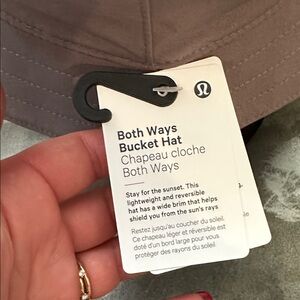 Both Ways
Bucket Hat
Chapeau cloche
Both Ways
Stay for the sunset. This
lightweight and reversible
hat has a wide brim that helps
shield you from the sun's rays
Restez jusqu'au coucher du soleil.
Ce chapeau léger et réversible est
doté d'un bord large pour vous
protéger des rayons du soleil.